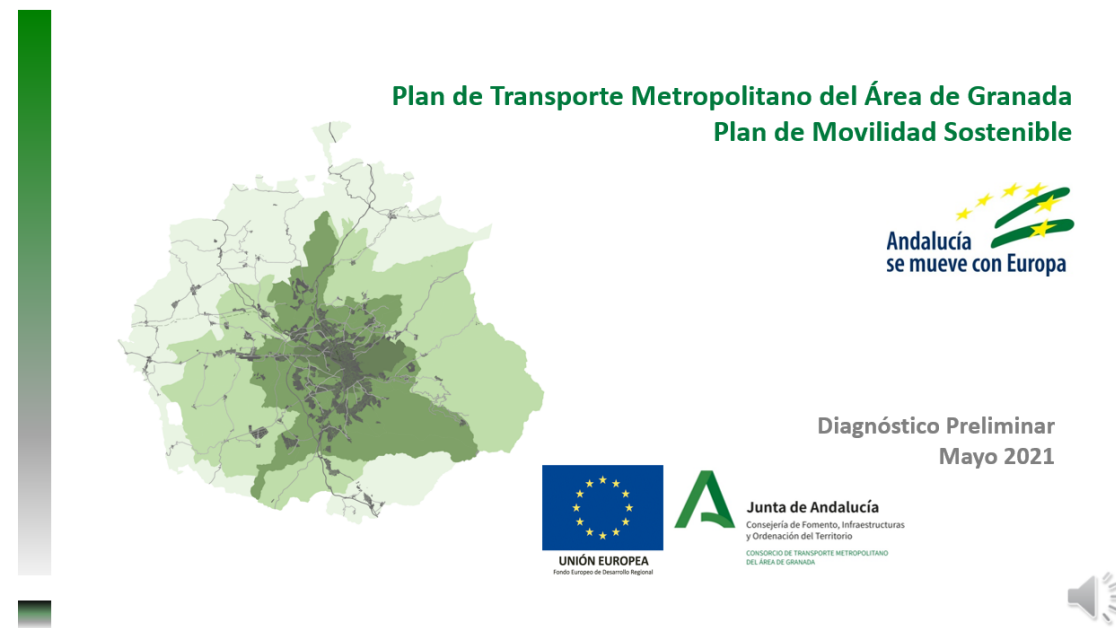 Plan de Transporte Metropolitano del Área de Granada
Plan de Movilidad Sostenible
Andalucía
se mueve con Europa
Diagnóstico Preliminar
Mayo 2021
UNIÓN EUROPEA
Fondo Europeo de Desarrollo Regional
Junta de Andalucía
Consejería de Fomento, Infraestructuras
y Ordenación del Territorio
CONSORCIO DE TRANSPORTE METROPOLITANO
DEL ÁREA DE GRANADA